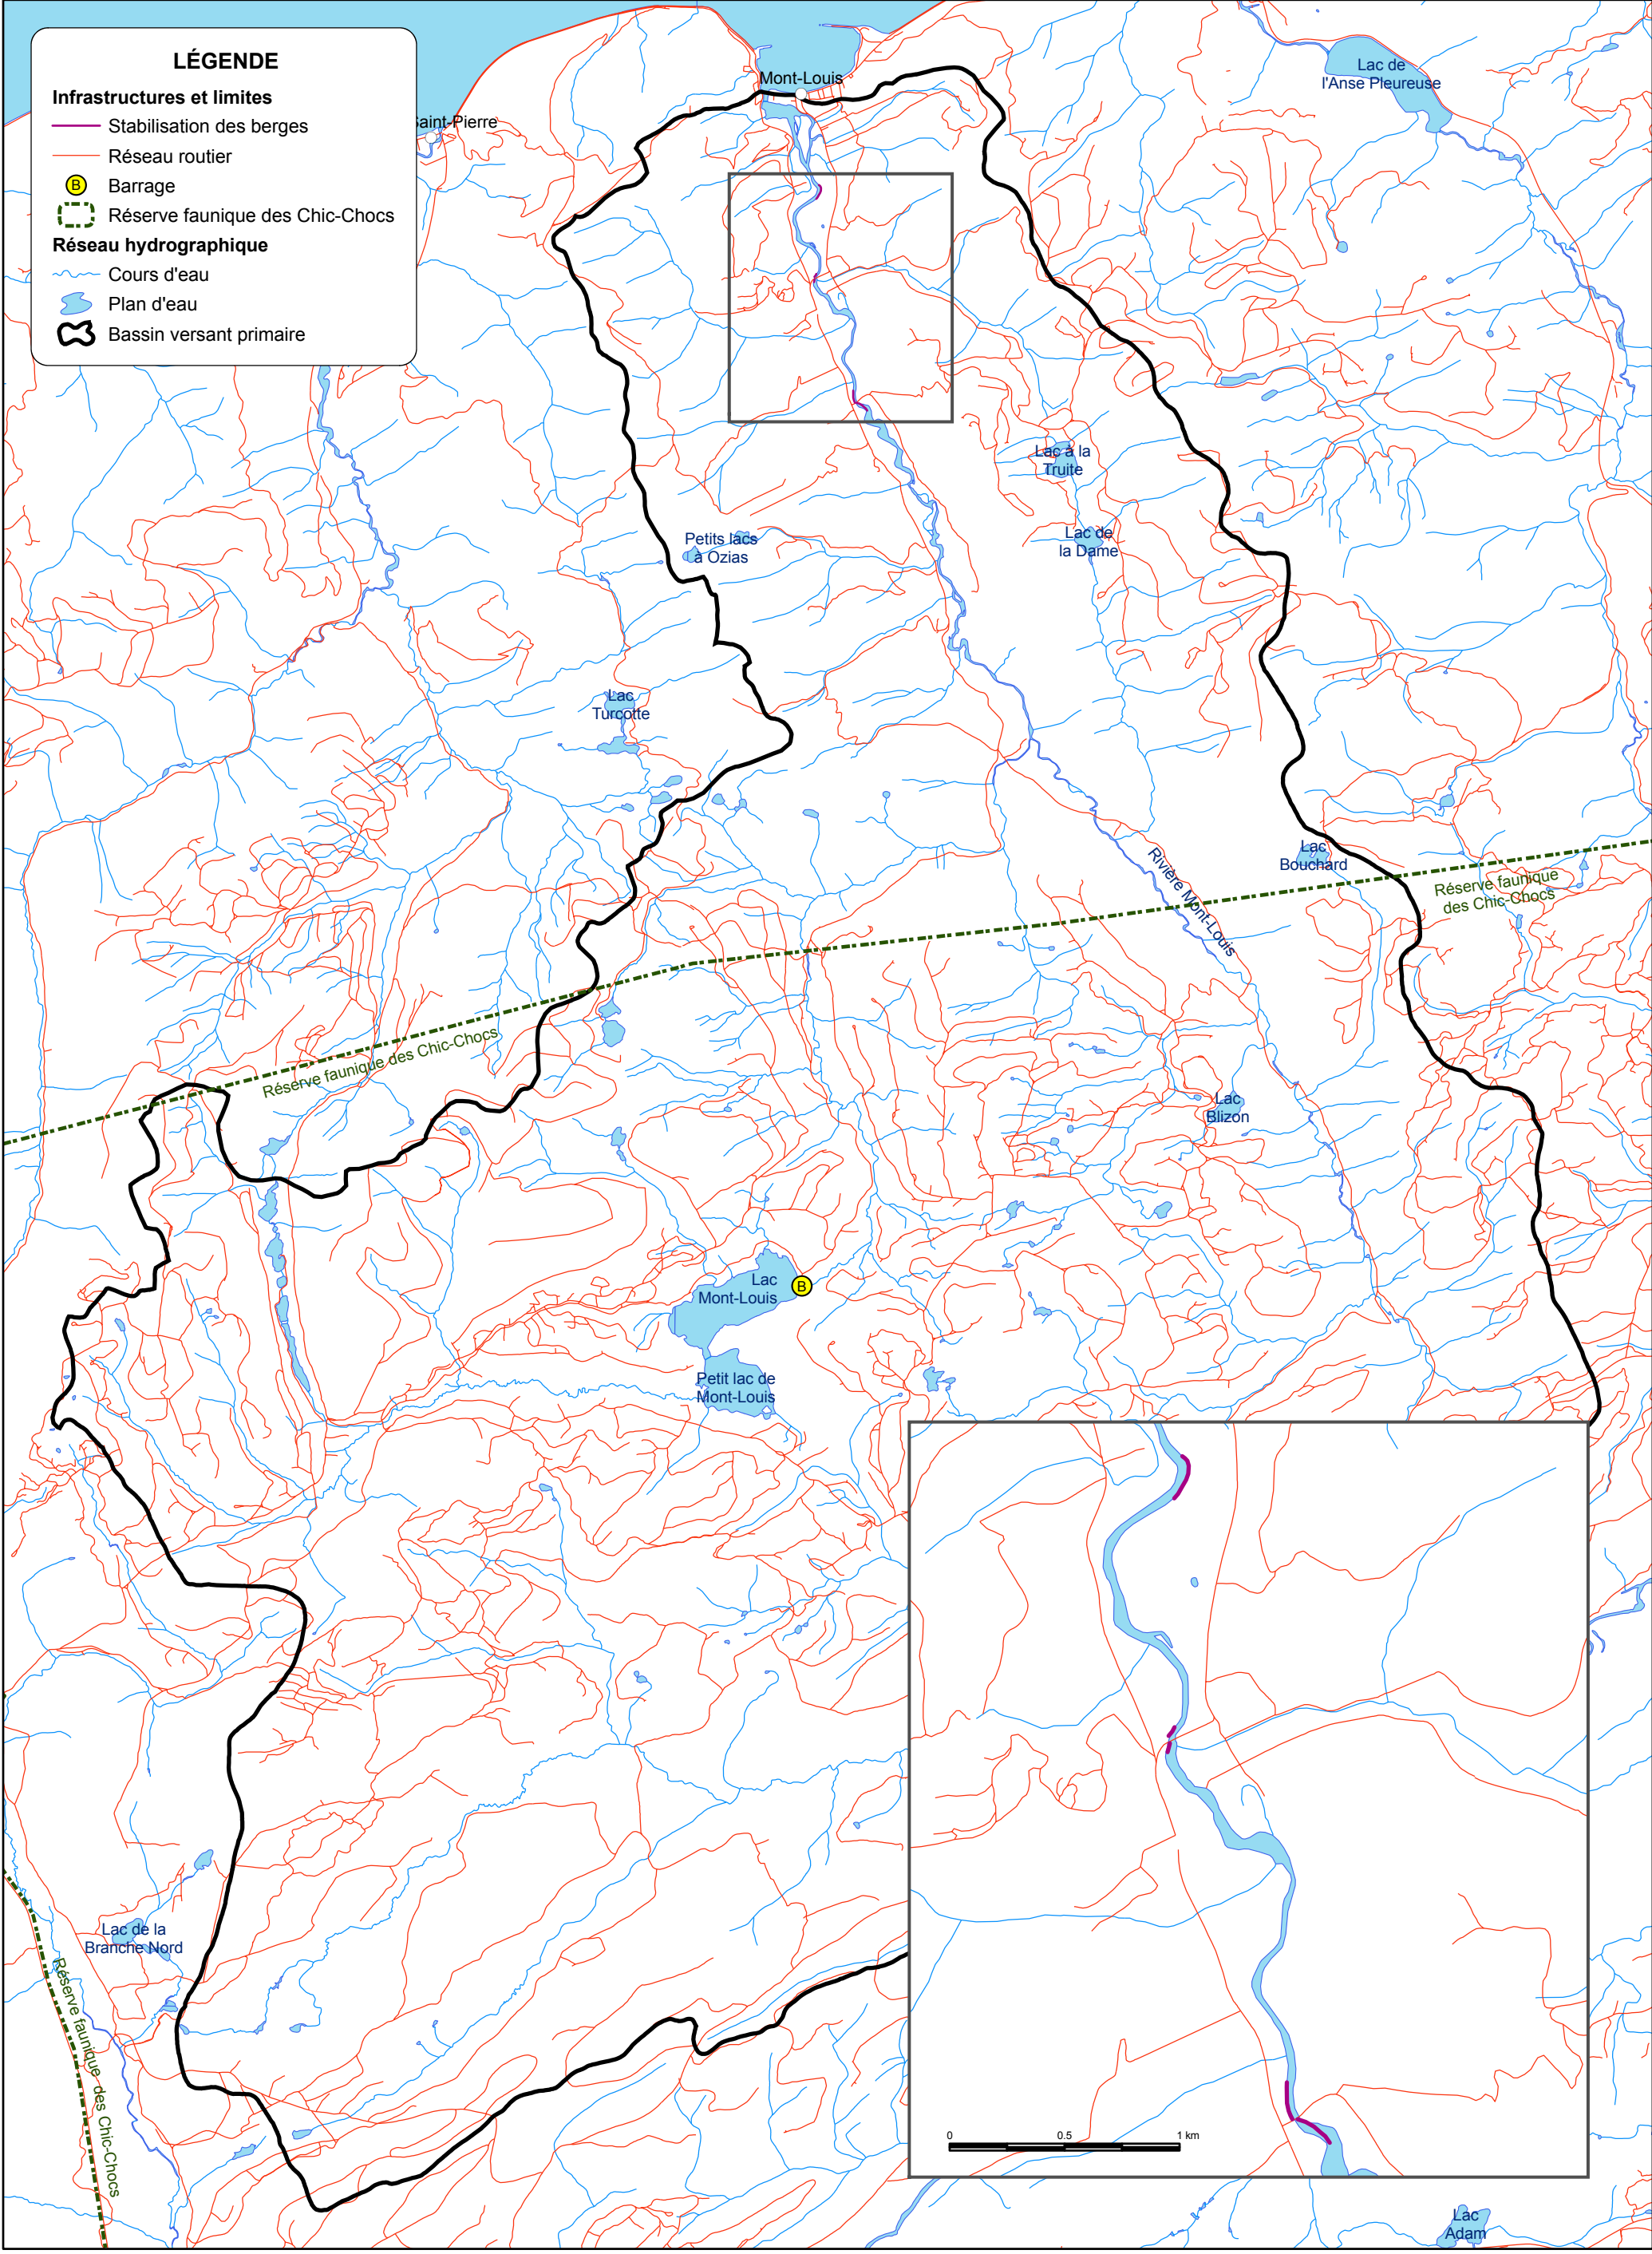 LÉGENDE
Infrastructures et limites
Stabilisation des berges
Réseau routier
B
Barrage
Réserve faunique des Chic-Chocs
Réseau hydrographique
Cours d'eau
Plan d'eau
Bassin versant primaire
Mont-Louis
Saint-Pierre
Lac de
l'Anse Pleureuse
Lac à la
Truite
Lac de
la Dame
Petits lacs
à Ozias
Lac
Turcotte
Lac
Bouchard
Rivière Mont-Louis
Réserve faunique
des Chic-Chocs
Réserve faunique des Chic-Chocs
Lac
Blizon
Lac
Mont-Louis
B
Petit lac de
Mont-Louis
Lac de la
Branche Nord
Réserve faunique des Chic-Chocs
0 0.5 1 km
Lac
Adam